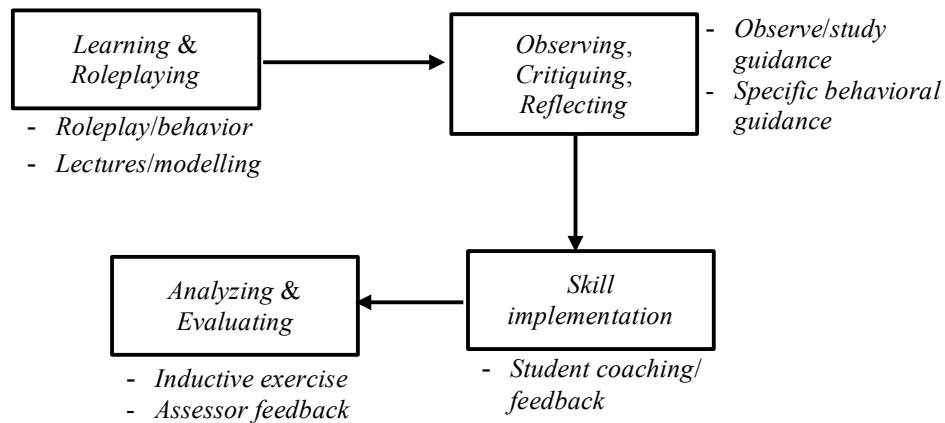 Learning &
Roleplaying
- Roleplay/behavior
- Lectures/modelling
Observing,
Critiquing,
Reflecting
- Observe/study
guidance
- Specific behavioral
guidance
Skill
implementation
- Student coaching/
feedback
Analyzing &
Evaluating
- Inductive exercise
- Assessor feedback